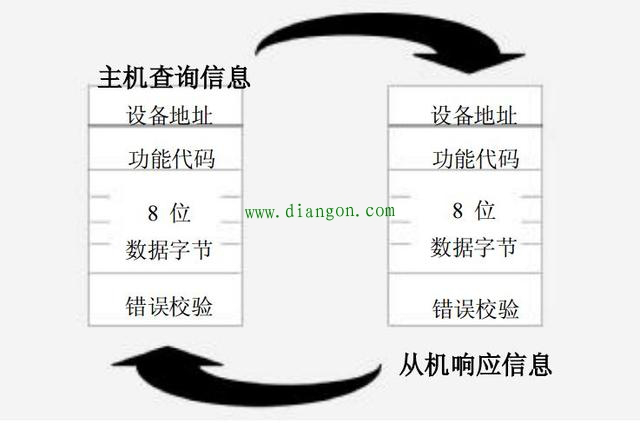 主机查询信息
设备地址
功能代码
8 位
数据字节
错误校验
www.diangon.com
设备地址
功能代码
8 位
数据字节
错误校验
从机响应信息